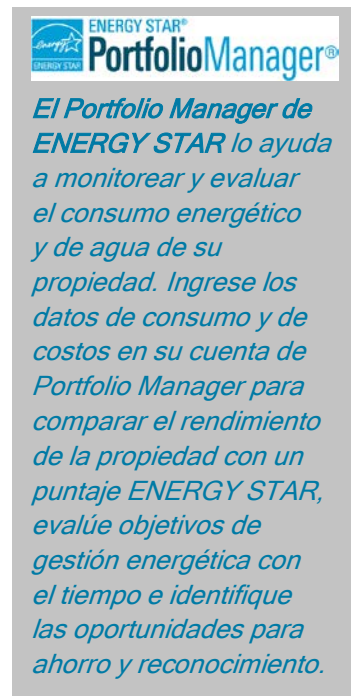 ENERGY STAR®
PortfolioManager®
energy
ENERGY STAR
El Portfolio Manager de
ENERGY STAR lo ayuda
a monitorear y evaluar
el consumo energético
y de agua de su
propiedad. Ingrese los
datos de consumo y de
costos en su cuenta de
Portfolio Manager para
comparar el rendimiento
de la propiedad con un
puntaje ENERGY STAR,
evalúe objetivos de
gestión energética con
el tiempo e identifique
las oportunidades para
ahorro y reconocimiento.